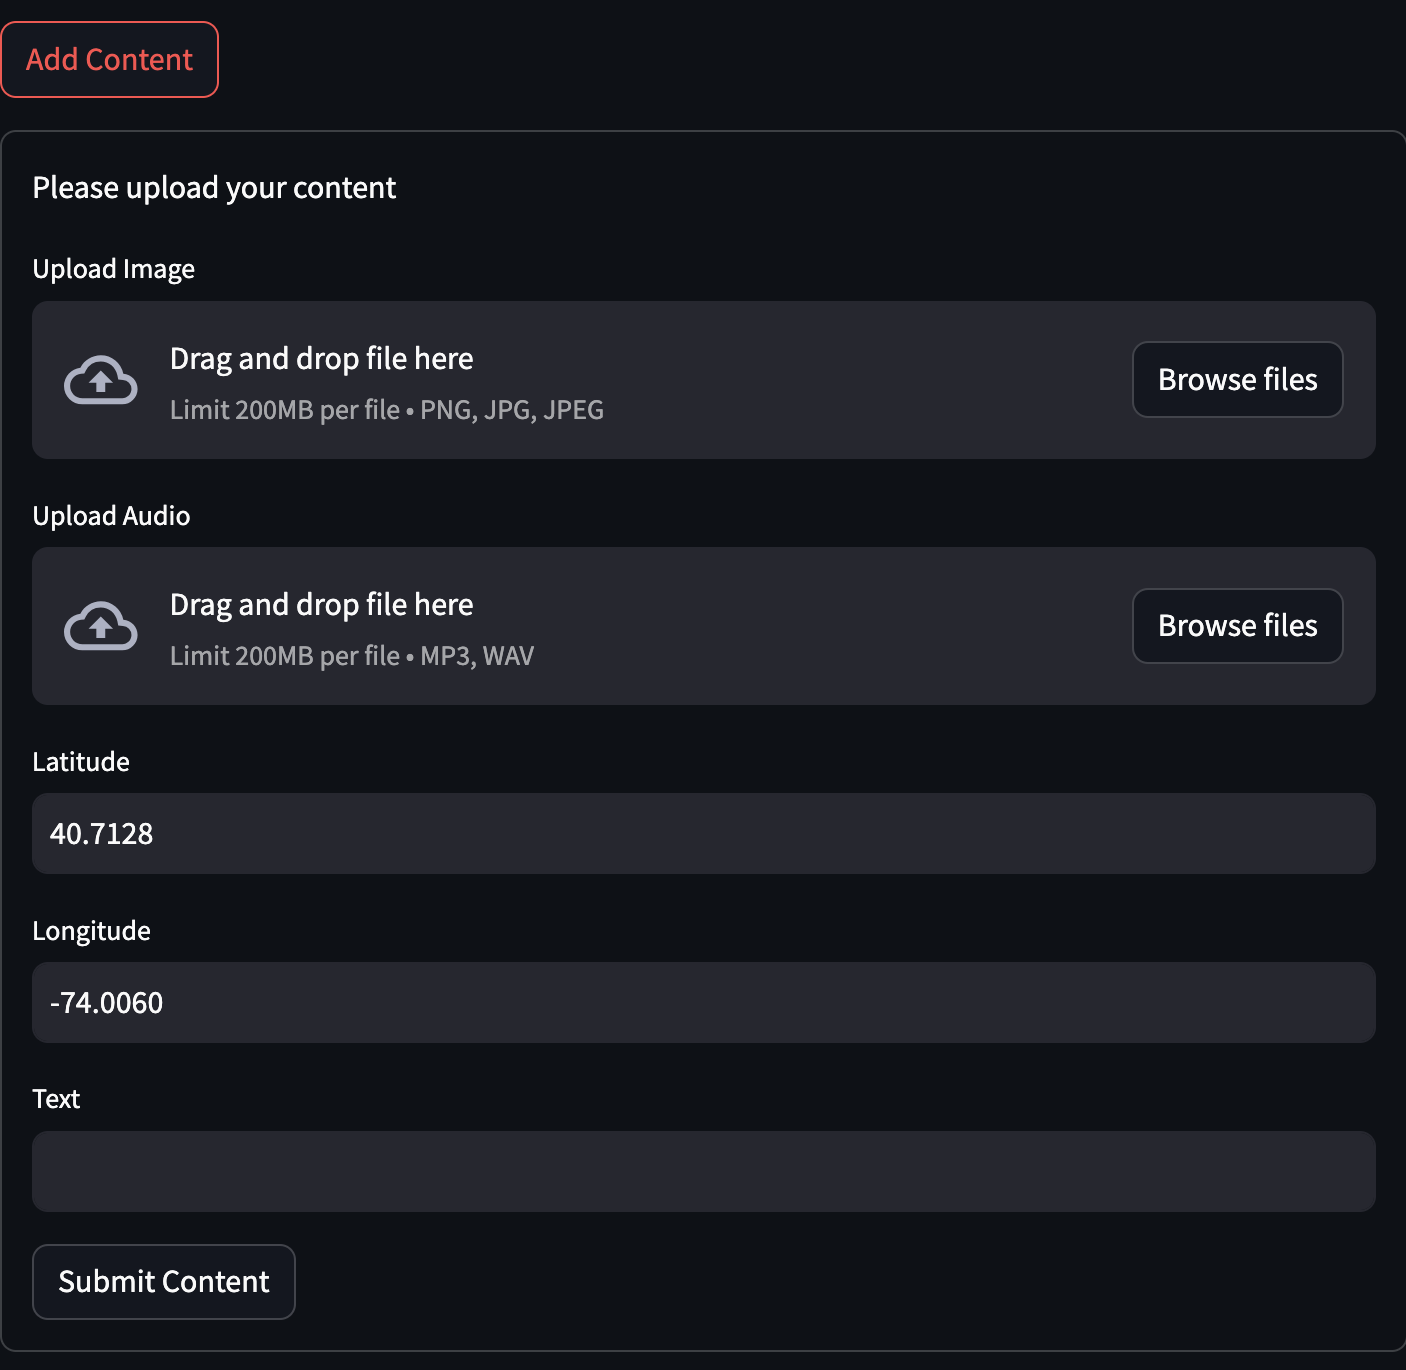 Add Content
Please upload your content
Upload Image
Drag and drop file here
Limit 200MB per file • PNG, JPG, JPEG
Browse files
Upload Audio
Drag and drop file here
Limit 200MB per file • MP3, WAV
Browse files
Latitude
40.7128
Longitude
-74.0060
Text
Submit Content